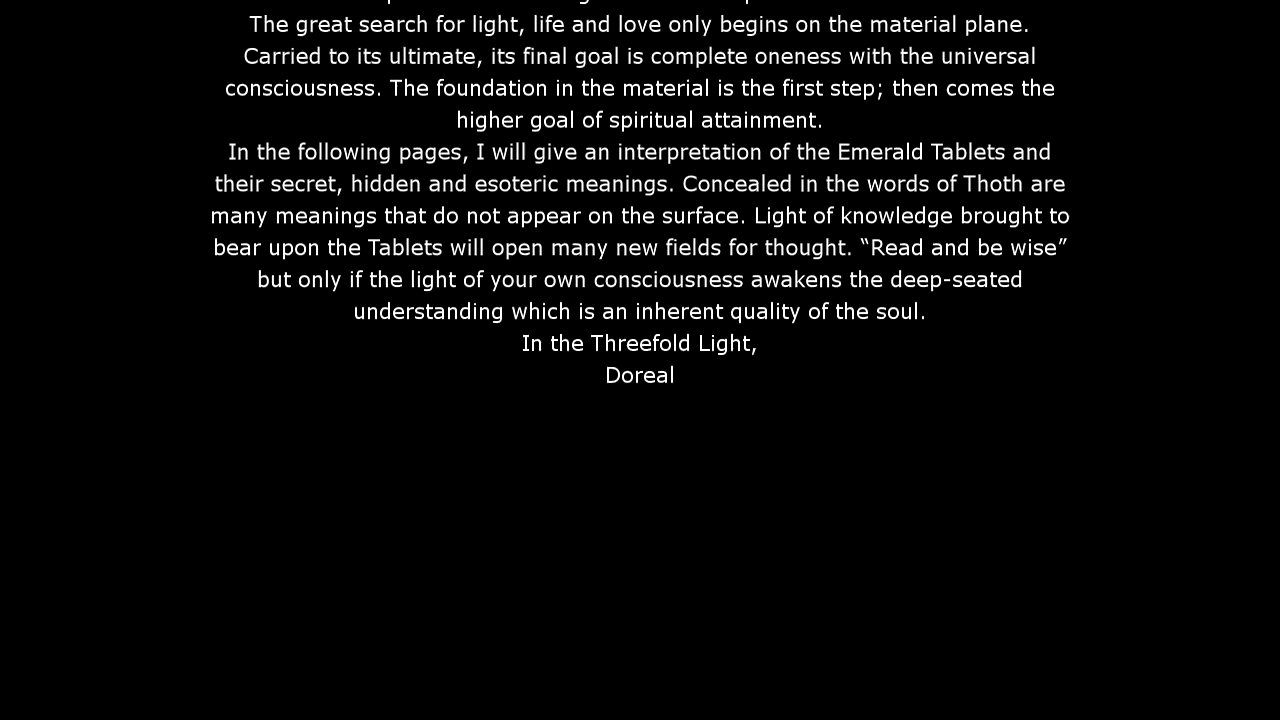 The great search for light, life and love only begins on the material plane.
Carried to its ultimate, its final goal is complete oneness with the universal
consciousness. The foundation in the material is the first step; then comes the
higher goal of spiritual attainment.
In the following pages, I will give an interpretation of the Emerald Tablets and
their secret, hidden and esoteric meanings. Concealed in the words of Thoth are
many meanings that do not appear on the surface. Light of knowledge brought to
bear upon the Tablets will open many new fields for thought. “Read and be wise”
but only if the light of your own consciousness awakens the deep-seated
understanding which is an inherent quality of the soul.
In the Threefold Light,
Doreal